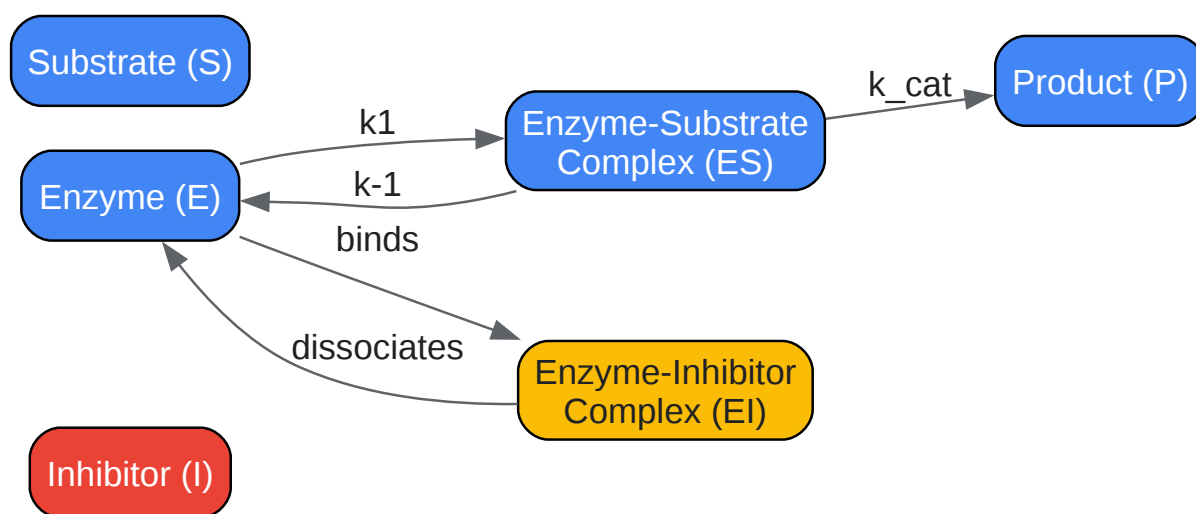 Substrate (S)
k_cat
Product (P)
k1
Enzyme-Substrate
Complex (ES)
Enzyme (E)
k-1
binds
dissociates
Enzyme-Inhibitor
Complex (EI)
Inhibitor (I)